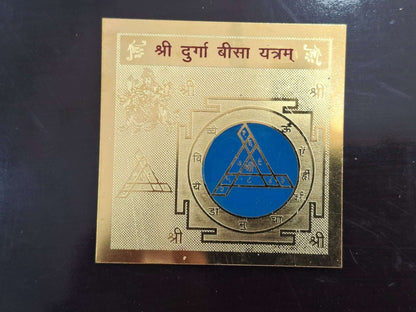 श्री दुर्गा बीसा यत्रम्
श्री
श्री
ॐ
ऐं
ह्रीं
चा
मुं
डा
यै
वि
च्चे
श्री
श्री